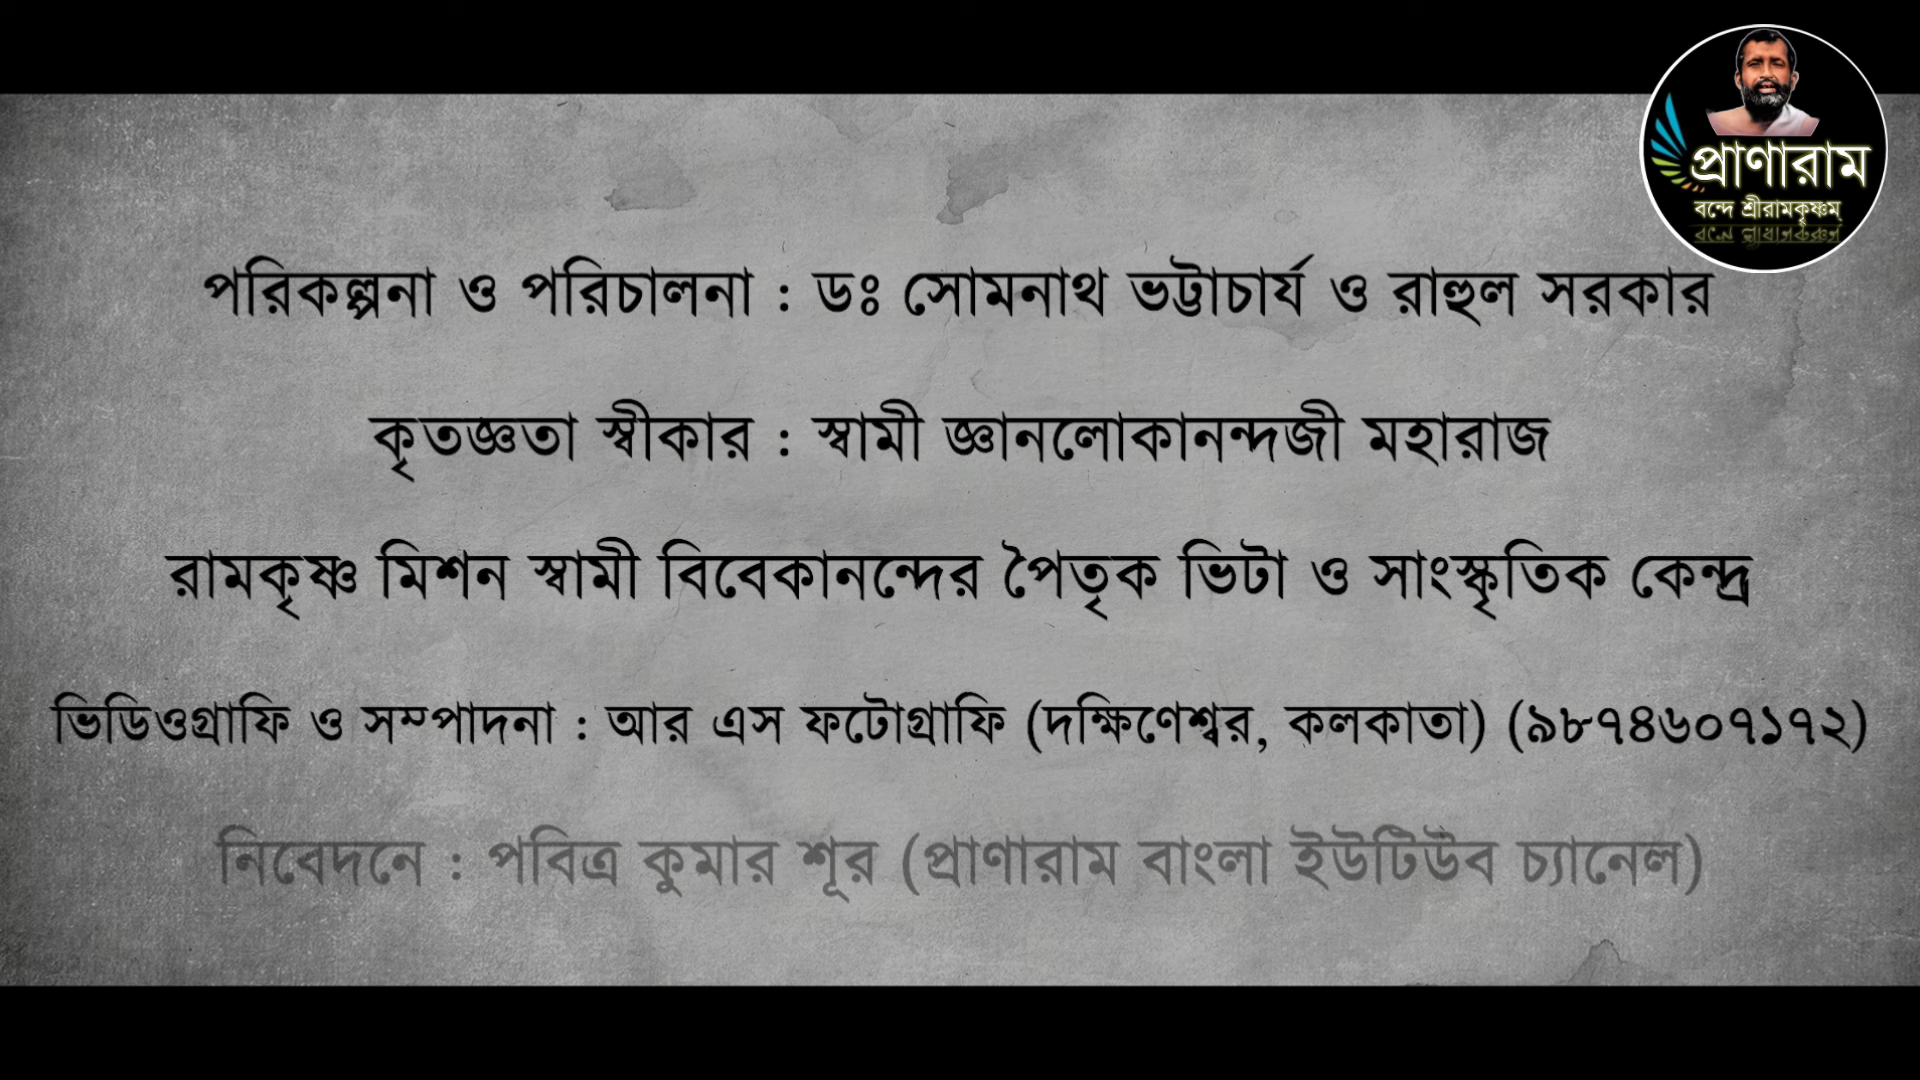 প্রাণারাম
বন্দে শ্রীরামকৃষ্ণম্
পরিকল্পনা ও পরিচালনা : ডঃ সোমনাথ ভট্টাচার্য ও রাহুল সরকার
কৃতজ্ঞতা স্বীকার : স্বামী জ্ঞানলোকানন্দজী মহারাজ
রামকৃষ্ণ মিশন স্বামী বিবেকানন্দের পৈতৃক ভিটা ও সাংস্কৃতিক কেন্দ্র
ভিডিওগ্রাফি ও সম্পাদনা : আর এস ফটোগ্রাফি (দক্ষিণেশ্বর, কলকাতা) (৯৮৭৪৬০৭১৭২)
নিবেদনে : পবিত্র কুমার শূর (প্রাণারাম বাংলা ইউটিউব চ্যানেল)